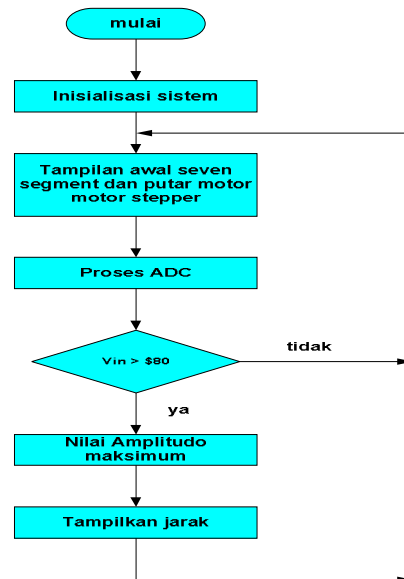 mulai
Inisialisasi sistem
Tampilan awal seven
segment dan putar motor
motor stepper
Proses ADC
Vin > $80
tidak
ya
Nilai Amplitudo
maksimum
Tampilkan jarak